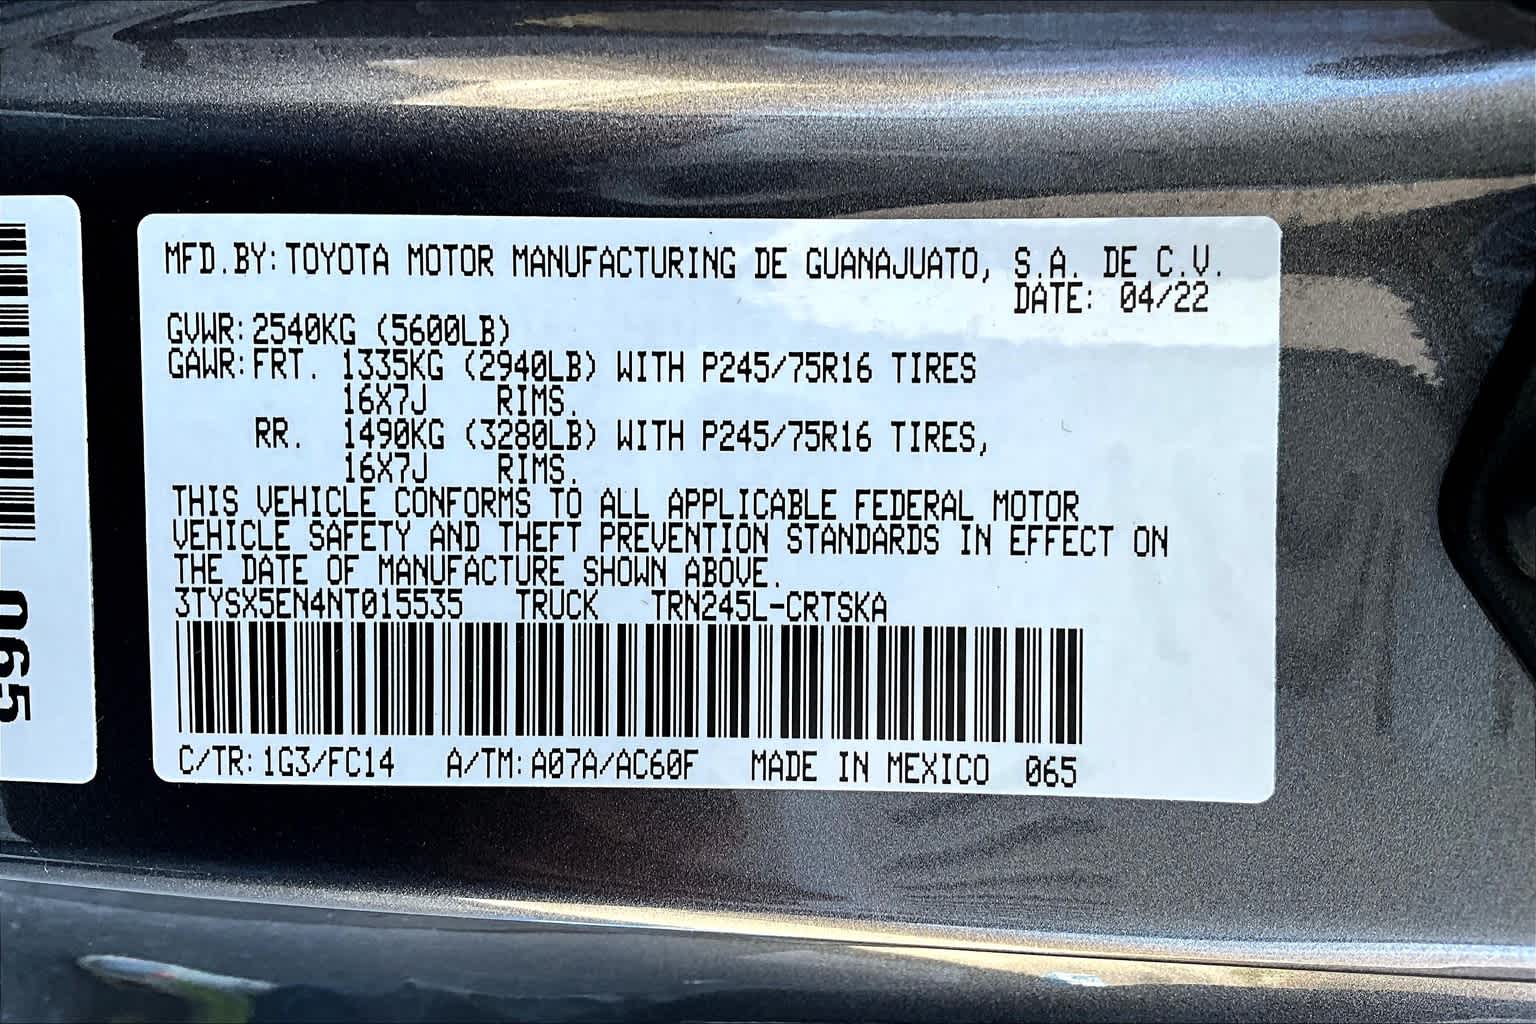 MFD.BY:TOYOTA MOTOR MANUFACTURING DE GUANAJUATO, S.A. DE C.V.
DATE: 04/22
GVWR:2540KG (5600LB)
GAWR:FRT. 1335KG (2940LB) WITH P245/75R16 TIRES
16X7J RIMS.
RR. 1490KG (3280LB) WITH P245/75R16 TIRES,
16X7J RIMS.
THIS VEHICLE CONFORMS TO ALL APPLICABLE FEDERAL MOTOR
VEHICLE SAFETY AND THEFT PREVENTION STANDARDS IN EFFECT ON
THE DATE OF MANUFACTURE SHOWN ABOVE.
3TYSX5EN4NT015535 TRUCK TRN245L-CRTSKA
C/TR:1G3/FC14 A/TM:A07A/AC60F MADE IN MEXICO 065
065